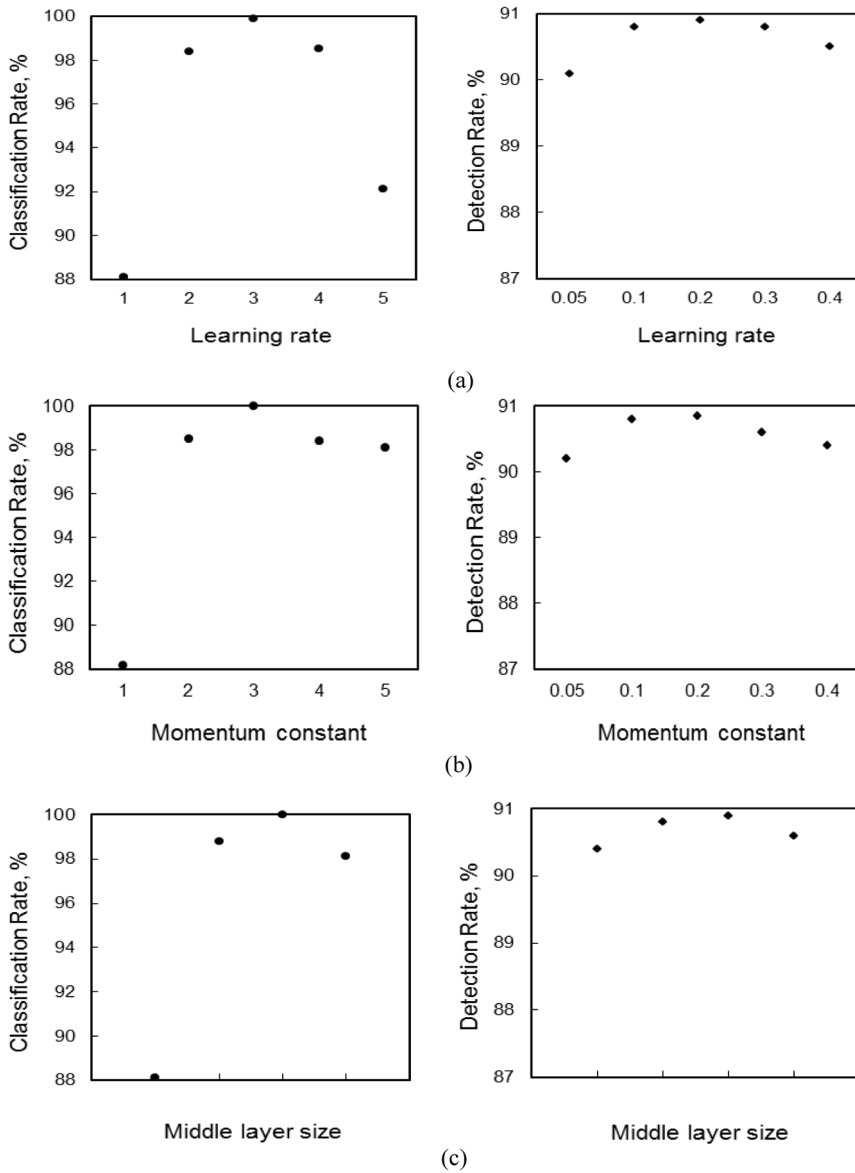 100
98
96
94
92
90
88
Classification Rate, %
1 2 3 4 5
Learning rate
91
90
89
88
87
Detection Rate, %
0.05 0.1 0.2 0.3 0.4
Learning rate
(a)
100
98
96
94
92
90
88
Classification Rate, %
1 2 3 4 5
Momentum constant
91
90
89
88
87
Detection Rate, %
0.05 0.1 0.2 0.3 0.4
Momentum constant
(b)
100
98
96
94
92
90
88
Classification Rate, %
Middle layer size
91
90
89
88
87
Detection Rate, %
Middle layer size
(c)